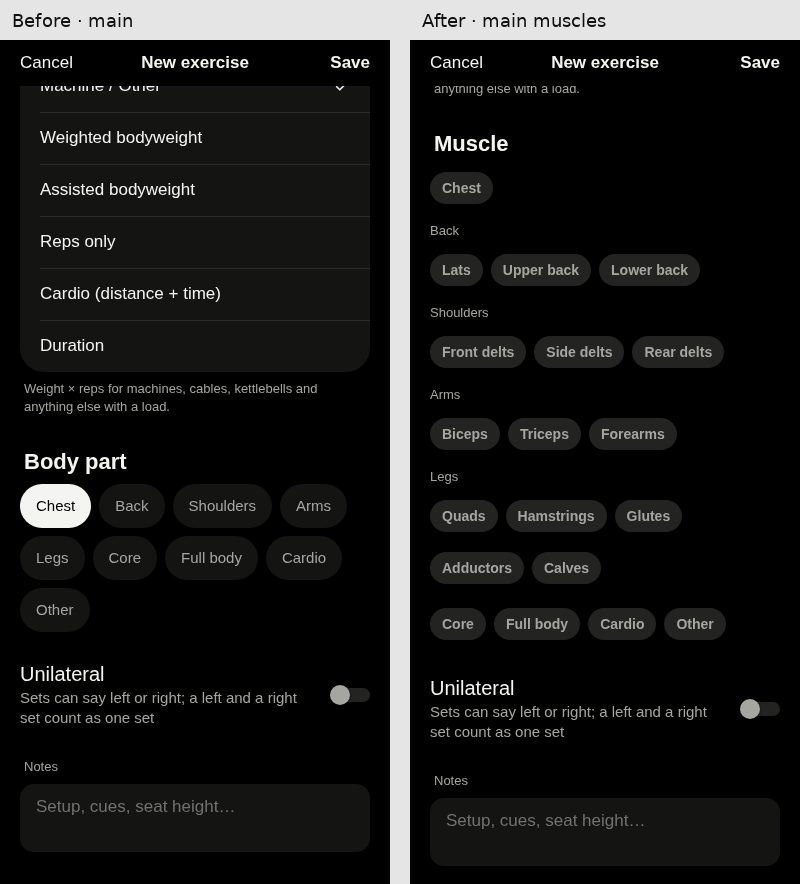 Before · main
Cancel
New exercise
Save
Machine / Other
Weighted bodyweight
Assisted bodyweight
Reps only
Cardio (distance + time)
Duration
Weight × reps for machines, cables, kettlebells and
anything else with a load.
Body part
Chest Back Shoulders Arms
Legs Core Full body Cardio
Other
Unilateral
Sets can say left or right; a left and a right
set count as one set
Notes
Setup, cues, seat height…
After · main muscles
Cancel
New exercise
Save
anything else with a load.
Muscle
Chest
Back
Lats Upper back Lower back
Shoulders
Front delts Side delts Rear delts
Arms
Biceps Triceps Forearms
Legs
Quads Hamstrings Glutes
Adductors Calves
Core Full body Cardio Other
Unilateral
Sets can say left or right; a left and a right
set count as one set
Notes
Setup, cues, seat height…